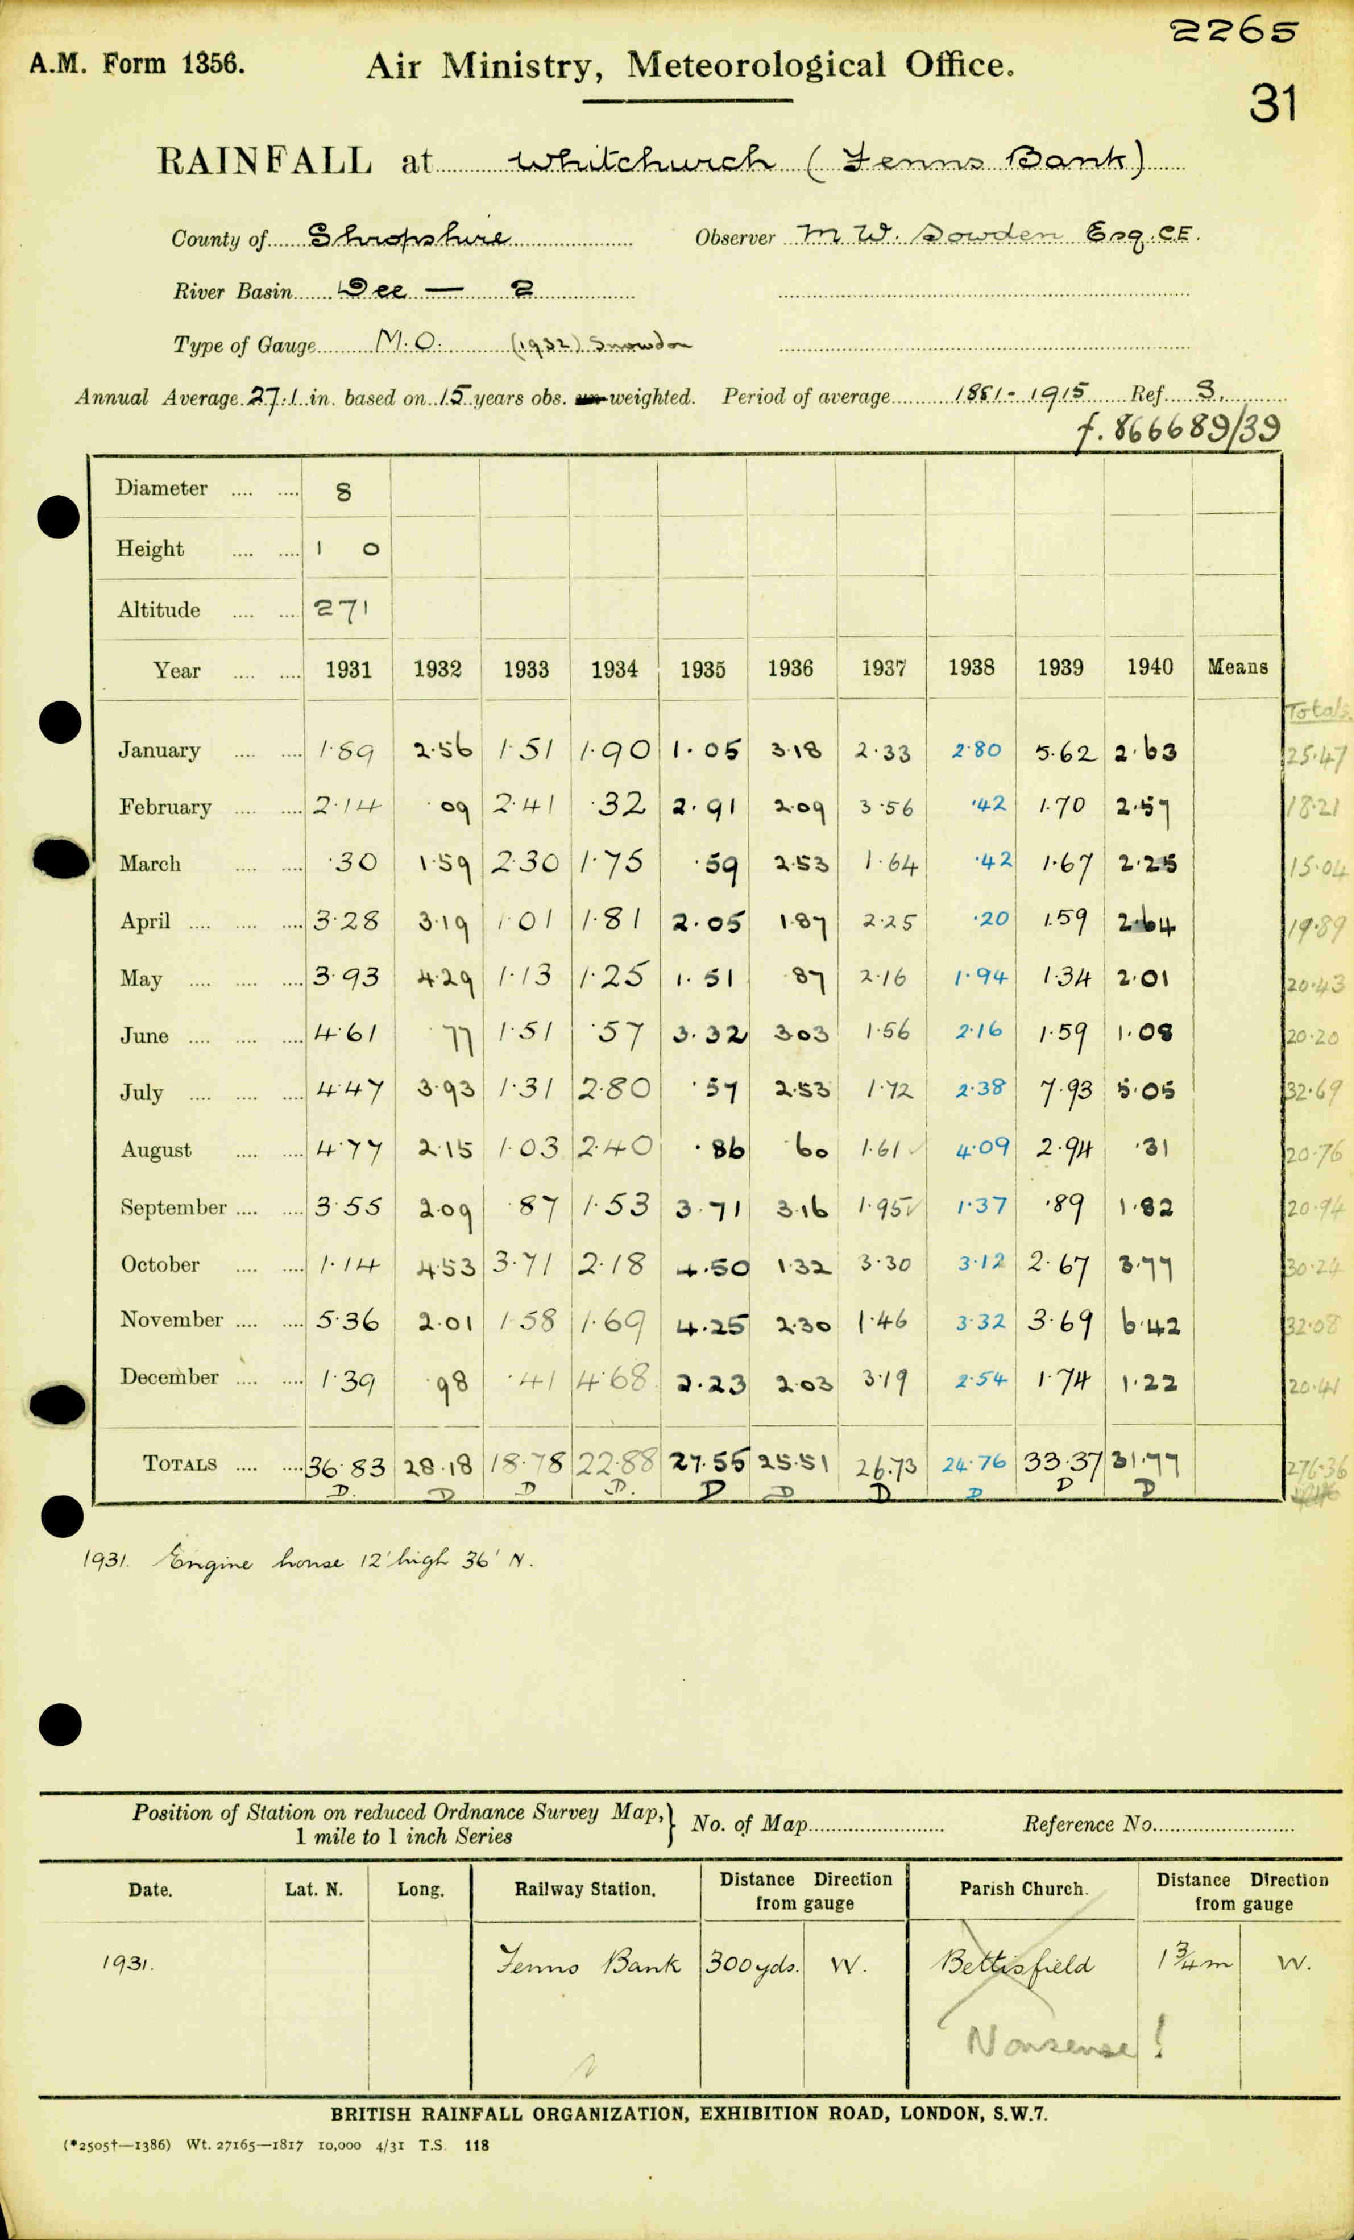 2265
A.M. Form 1356. Air Ministry, Meteorological Office.
31
RAINFALL at Whitchurch (Fenns Bank)
County of Shropshire Observer M W. Sowden Esq. C.E.
River Basin Dee — 2
Type of Gauge M.O. (1932) Snowdon
Annual Average 27.1 in. based on 15 years obs. un-weighted. Period of average 1881-1915 Ref. S.
f. 866689/39
Diameter .... .... 8
Height .... .... 1 0
Altitude .... .... 271
Year .... .... 1931 1932 1933 1934 1935 1936 1937 1938 1939 1940 Means
Totals
January .... .... 1.89 2.56 1.51 1.90 1.05 3.18 2.33 2.80 5.62 2.63 25.47
February .... .... 2.14 .09 2.41 .32 2.91 2.09 3.56 .42 1.70 2.57 18.21
March .... .... .30 1.59 2.30 1.75 .59 2.53 1.64 .42 1.67 2.25 15.04
April .... .... .... 3.28 3.19 1.01 1.81 2.05 1.87 2.25 .20 1.59 2.64 19.89
May .... .... .... 3.93 4.29 1.13 1.25 1.51 .87 2.16 1.94 1.34 2.01 20.43
June .... .... .... 4.61 .77 1.51 .57 3.32 3.03 1.56 2.16 1.59 1.08 20.20
July .... .... .... 4.47 3.93 1.31 2.80 .57 2.53 1.72 2.38 7.93 5.05 32.69
August .... .... 4.77 2.15 1.03 2.40 .86 .60 1.61 ✓ 4.09 2.94 .31 20.76
September .... .... 3.55 2.09 .87 1.53 3.71 3.16 1.95 ✓ 1.37 .89 1.82 20.94
October .... .... 1.14 4.53 3.71 2.18 4.50 1.32 3.30 3.12 2.67 3.77 30.24
November .... .... 5.36 2.01 1.58 1.69 4.25 2.30 1.46 3.32 3.69 6.42 32.08
December .... .... 1.39 .98 .41 4.68 2.23 2.03 3.19 2.54 1.74 1.22 20.41
TOTALS .... .... 36.83 28.18 18.78 22.88 27.55 25.51 26.73 24.76 33.37 31.77 276.36
D. D D D. D D D D D D
1931. Engine house 12' high 36' N.
Position of Station on reduced Ordnance Survey Map, 1 mile to 1 inch Series } No. of Map Reference No.
Date. Lat. N. Long. Railway Station. Distance Direction from gauge Parish Church. Distance Direction from gauge
1931. Fenns Bank 300 yds. W. Bettisfield 1 3/4 m W.
Nonsense!
BRITISH RAINFALL ORGANIZATION, EXHIBITION ROAD, LONDON, S.W.7.
(*2505†—1386) Wt. 27165—1817 10,000 4/31 T.S. 118